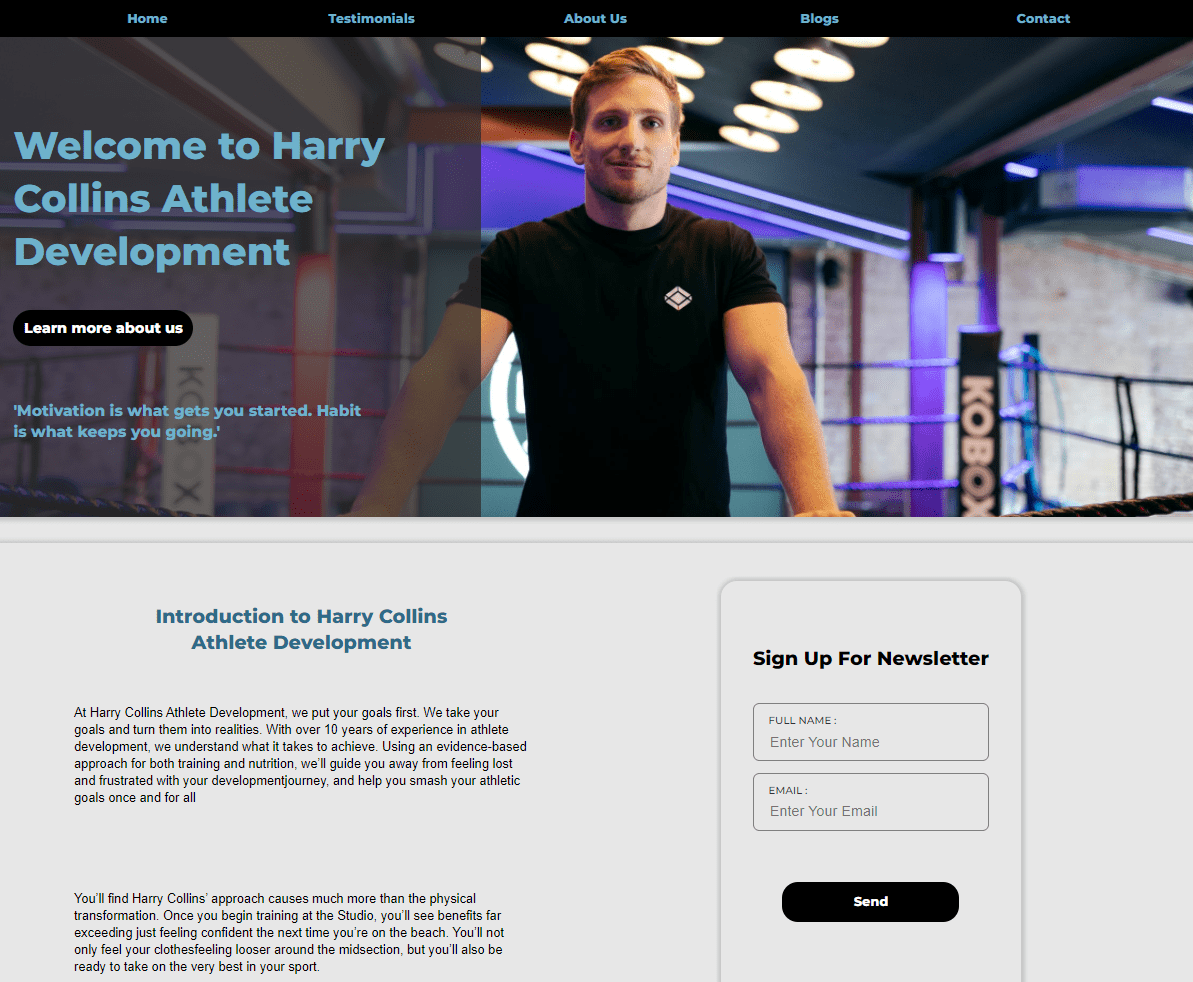 Home Testimonials About Us Blogs Contact
Welcome to Harry
Collins Athlete
Development
Learn more about us
'Motivation is what gets you started. Habit
is what keeps you going.'
KOBOX
KOBOX
Introduction to Harry Collins
Athlete Development
At Harry Collins Athlete Development, we put your goals first. We take your
goals and turn them into realities. With over 10 years of experience in athlete
development, we understand what it takes to achieve. Using an evidence-based
approach for both training and nutrition, we’ll guide you away from feeling lost
and frustrated with your developmentjourney, and help you smash your athletic
goals once and for all
You’ll find Harry Collins’ approach causes much more than the physical
transformation. Once you begin training at the Studio, you’ll see benefits far
exceeding just feeling confident the next time you’re on the beach. You’ll not
only feel your clothesfeeling looser around the midsection, but you’ll also be
ready to take on the very best in your sport.
Sign Up For Newsletter
FULL NAME :
Enter Your Name
EMAIL :
Enter Your Email
Send